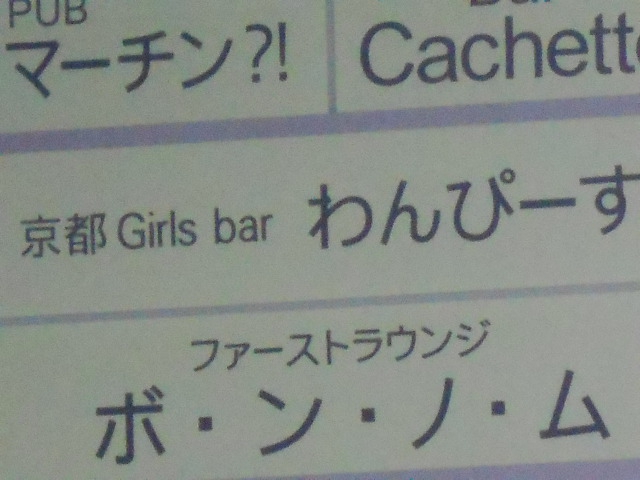 PUB
マーチン?!
Cachett
京都 Girls bar わんぴーす
ファーストラウンジ
ボ・ン・ノ・ム